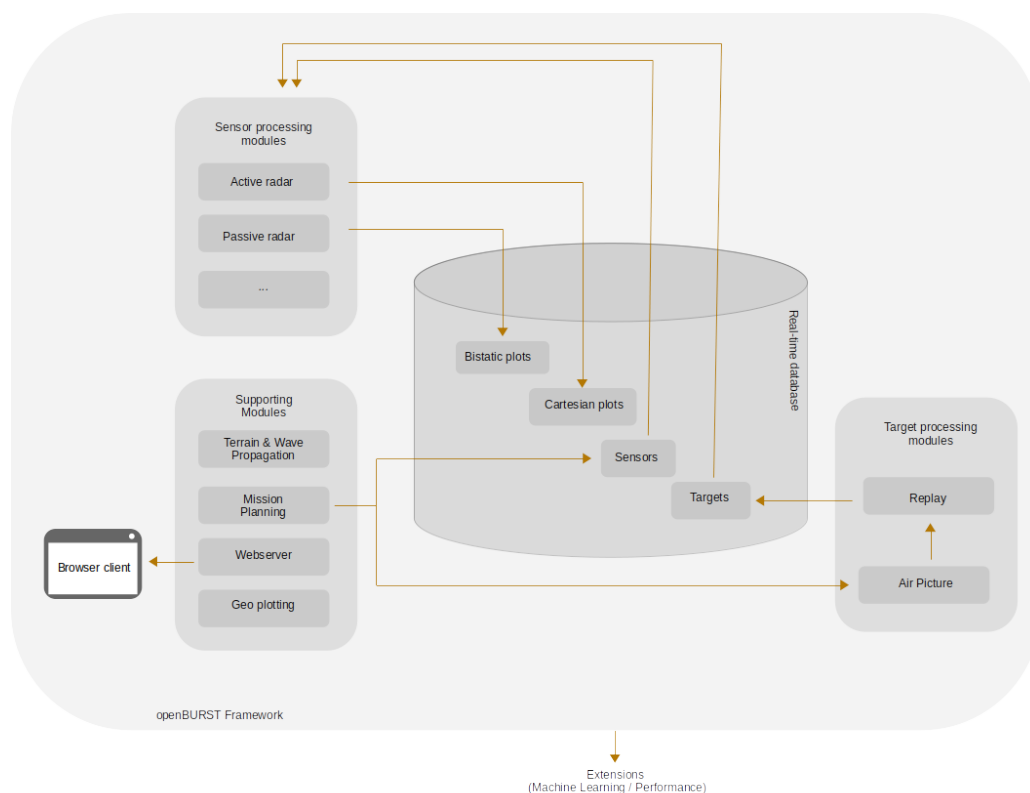 Sensor processing
modules
Active radar
Passive radar
...
Bistatic plots
Cartesian plots
Sensors
Targets
Real-time database
Supporting
Modules
Terrain & Wave
Propagation
Mission
Planning
Webserver
Geo plotting
Browser client
Target processing
modules
Replay
Air Picture
openBURST Framework
Extensions
(Machine Learning / Performance)